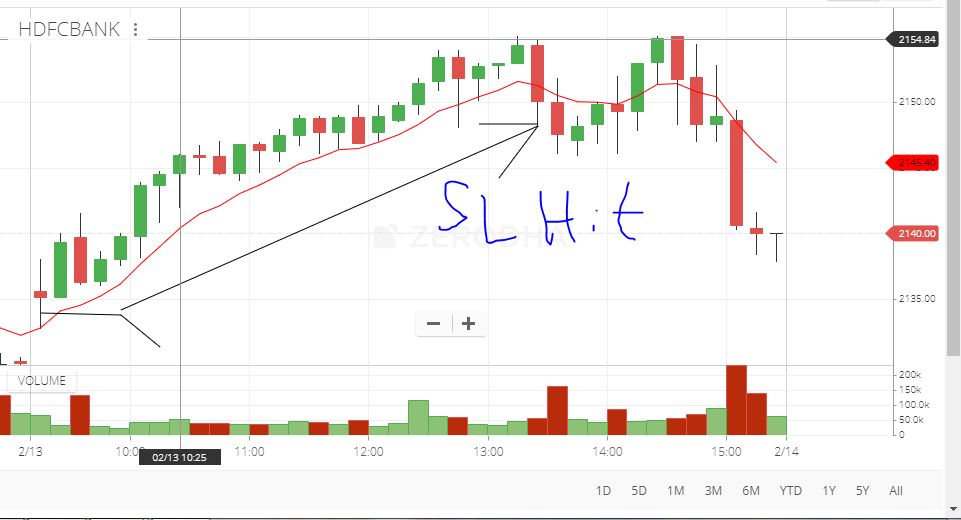 HDFCBANK
2154.84
2150.00
2145.40
SL Hit
ZERODHA
2140.00
2135.00
VOLUME
200k
150k
100.0k
50.0k
0
2/13 10:00 11:00 12:00 13:00 14:00 15:00 2/14
02/13 10:25
1D 5D 1M 3M 6M YTD 1Y 5Y All